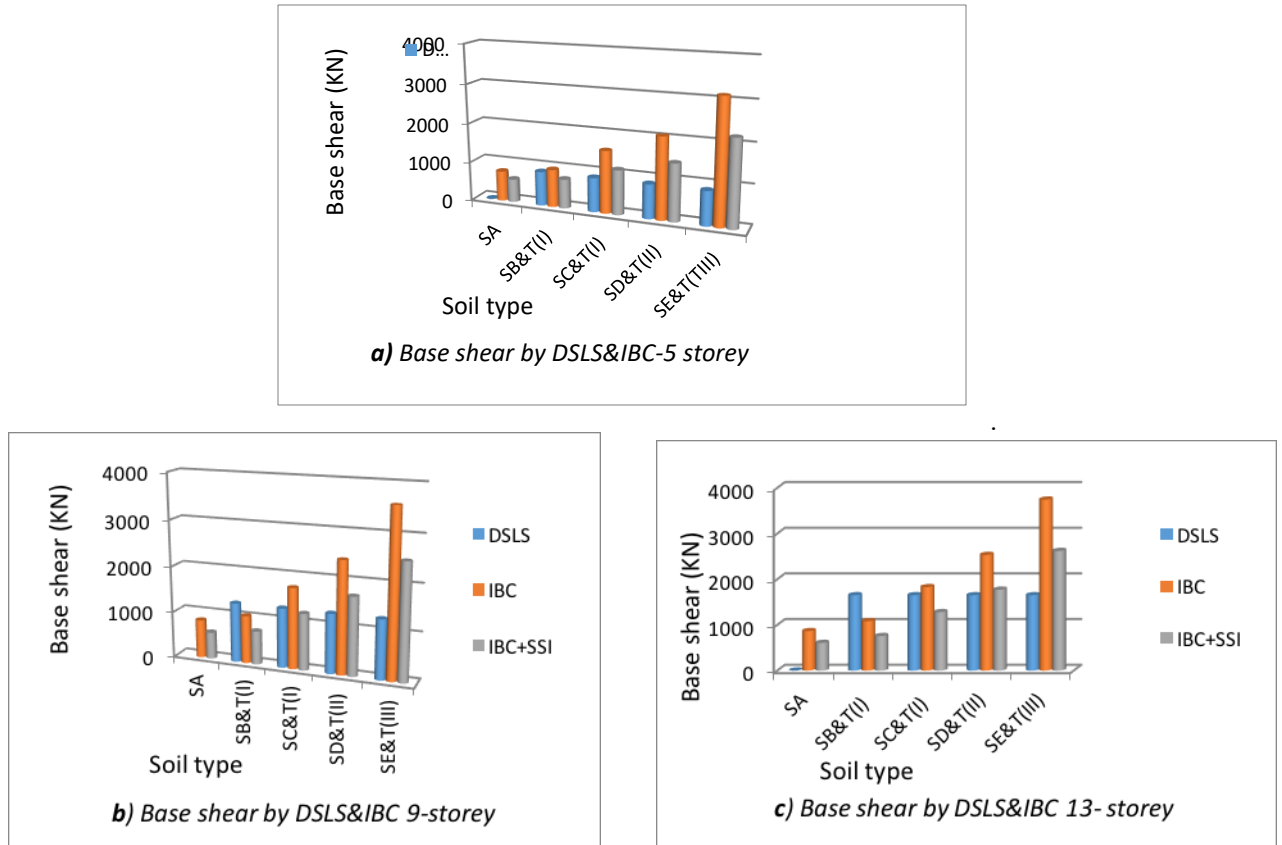 Base shear (KN)
4000
D...
3000
2000
1000
0
SA
SB&T(I)
SC&T(I)
SD&T(II)
SE&T(TIII)
Soil type
a) Base shear by DSLS&IBC-5 storey
.
Base shear (KN)
4000
3000
2000
1000
0
SA
SB&T(I)
SC&T(I)
SD&T(II)
SE&T(III)
Soil type
DSLS
IBC
IBC+SSI
b) Base shear by DSLS&IBC 9-storey
Base shear (KN)
4000
3000
2000
1000
0
SA
SB&T(I)
SC&T(I)
SD&T(II)
SE&T(III)
Soil type
DSLS
IBC
IBC+SSI
c) Base shear by DSLS&IBC 13- storey